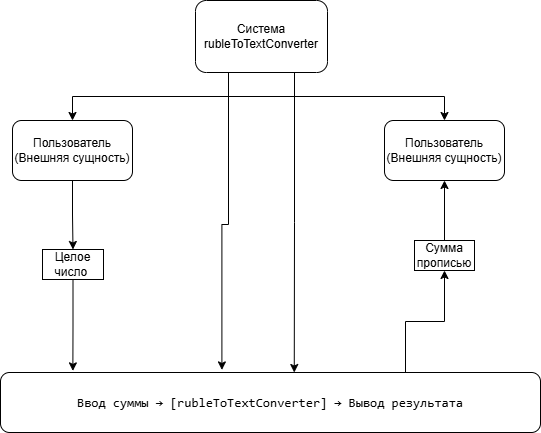 Система
rubleToTextConverter
Пользователь
(Внешняя сущность)
Пользователь
(Внешняя сущность)
Целое
число
Сумма
прописью
Ввод суммы → [rubleToTextConverter] → Вывод результата